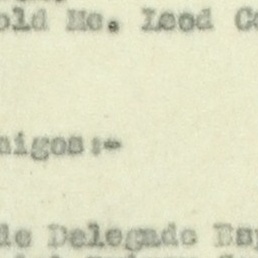 old Mc. Leod Co
migos:-
de Delegado Esp